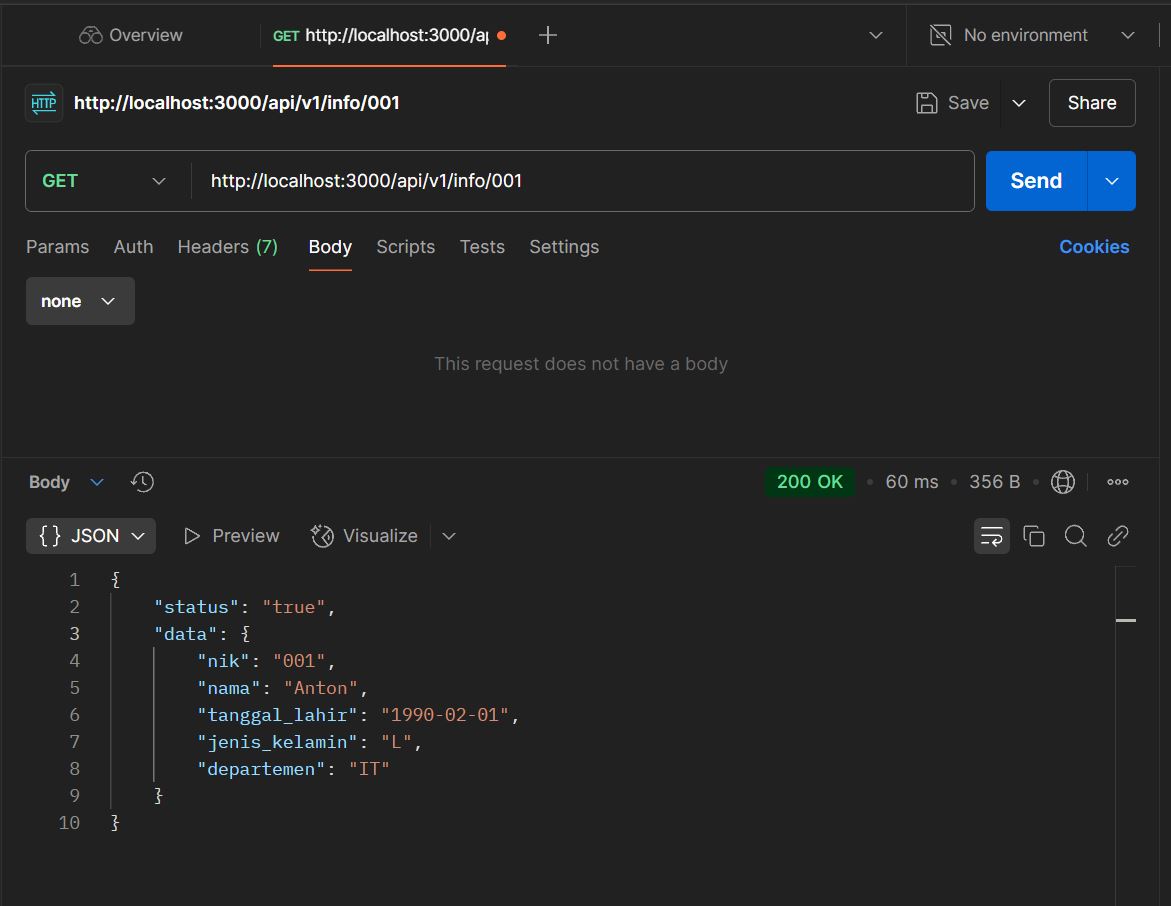 Overview GET http://localhost:3000/a No environment
HTTP http://localhost:3000/api/v1/info/001 Save Share
GET http://localhost:3000/api/v1/info/001 Send
Params Auth Headers (7) Body Scripts Tests Settings Cookies
none
This request does not have a body
Body 200 OK • 60 ms • 356 B •
{} JSON Preview Visualize
1 {
2 "status": "true",
3 "data": {
4 "nik": "001",
5 "nama": "Anton",
6 "tanggal_lahir": "1990-02-01",
7 "jenis_kelamin": "L",
8 "departemen": "IT"
9 }
10 }